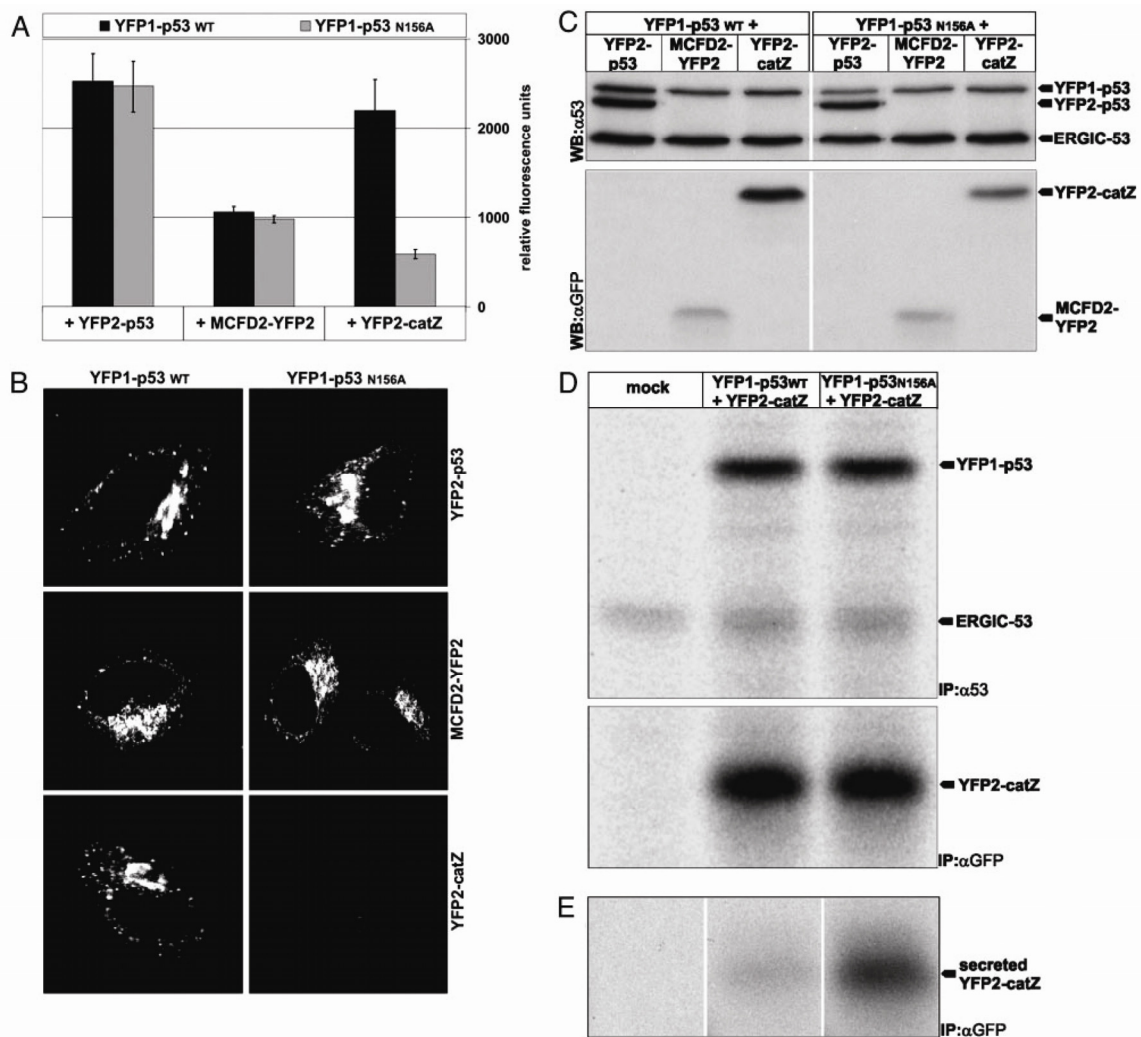 A
YFP1-p53 WT
YFP1-p53 N156A
3000
2000
1000
0
relative fluorescence units
+ YFP2-p53
+ MCFD2-YFP2
+ YFP2-catZ
B
YFP1-p53 WT
YFP1-p53 N156A
YFP2-p53
MCFD2-YFP2
YFP2-catZ
C
YFP1-p53 WT +
YFP1-p53 N156A +
YFP2-
p53
MCFD2-
YFP2
YFP2-
catZ
YFP2-
p53
MCFD2-
YFP2
YFP2-
catZ
WB:α53
YFP1-p53
YFP2-p53
ERGIC-53
WB:αGFP
YFP2-catZ
MCFD2-
YFP2
D
mock
YFP1-p53WT
+ YFP2-catZ
YFP1-p53N156A
+ YFP2-catZ
YFP1-p53
ERGIC-53
IP:α53
YFP2-catZ
IP:αGFP
E
secreted
YFP2-catZ
IP:αGFP